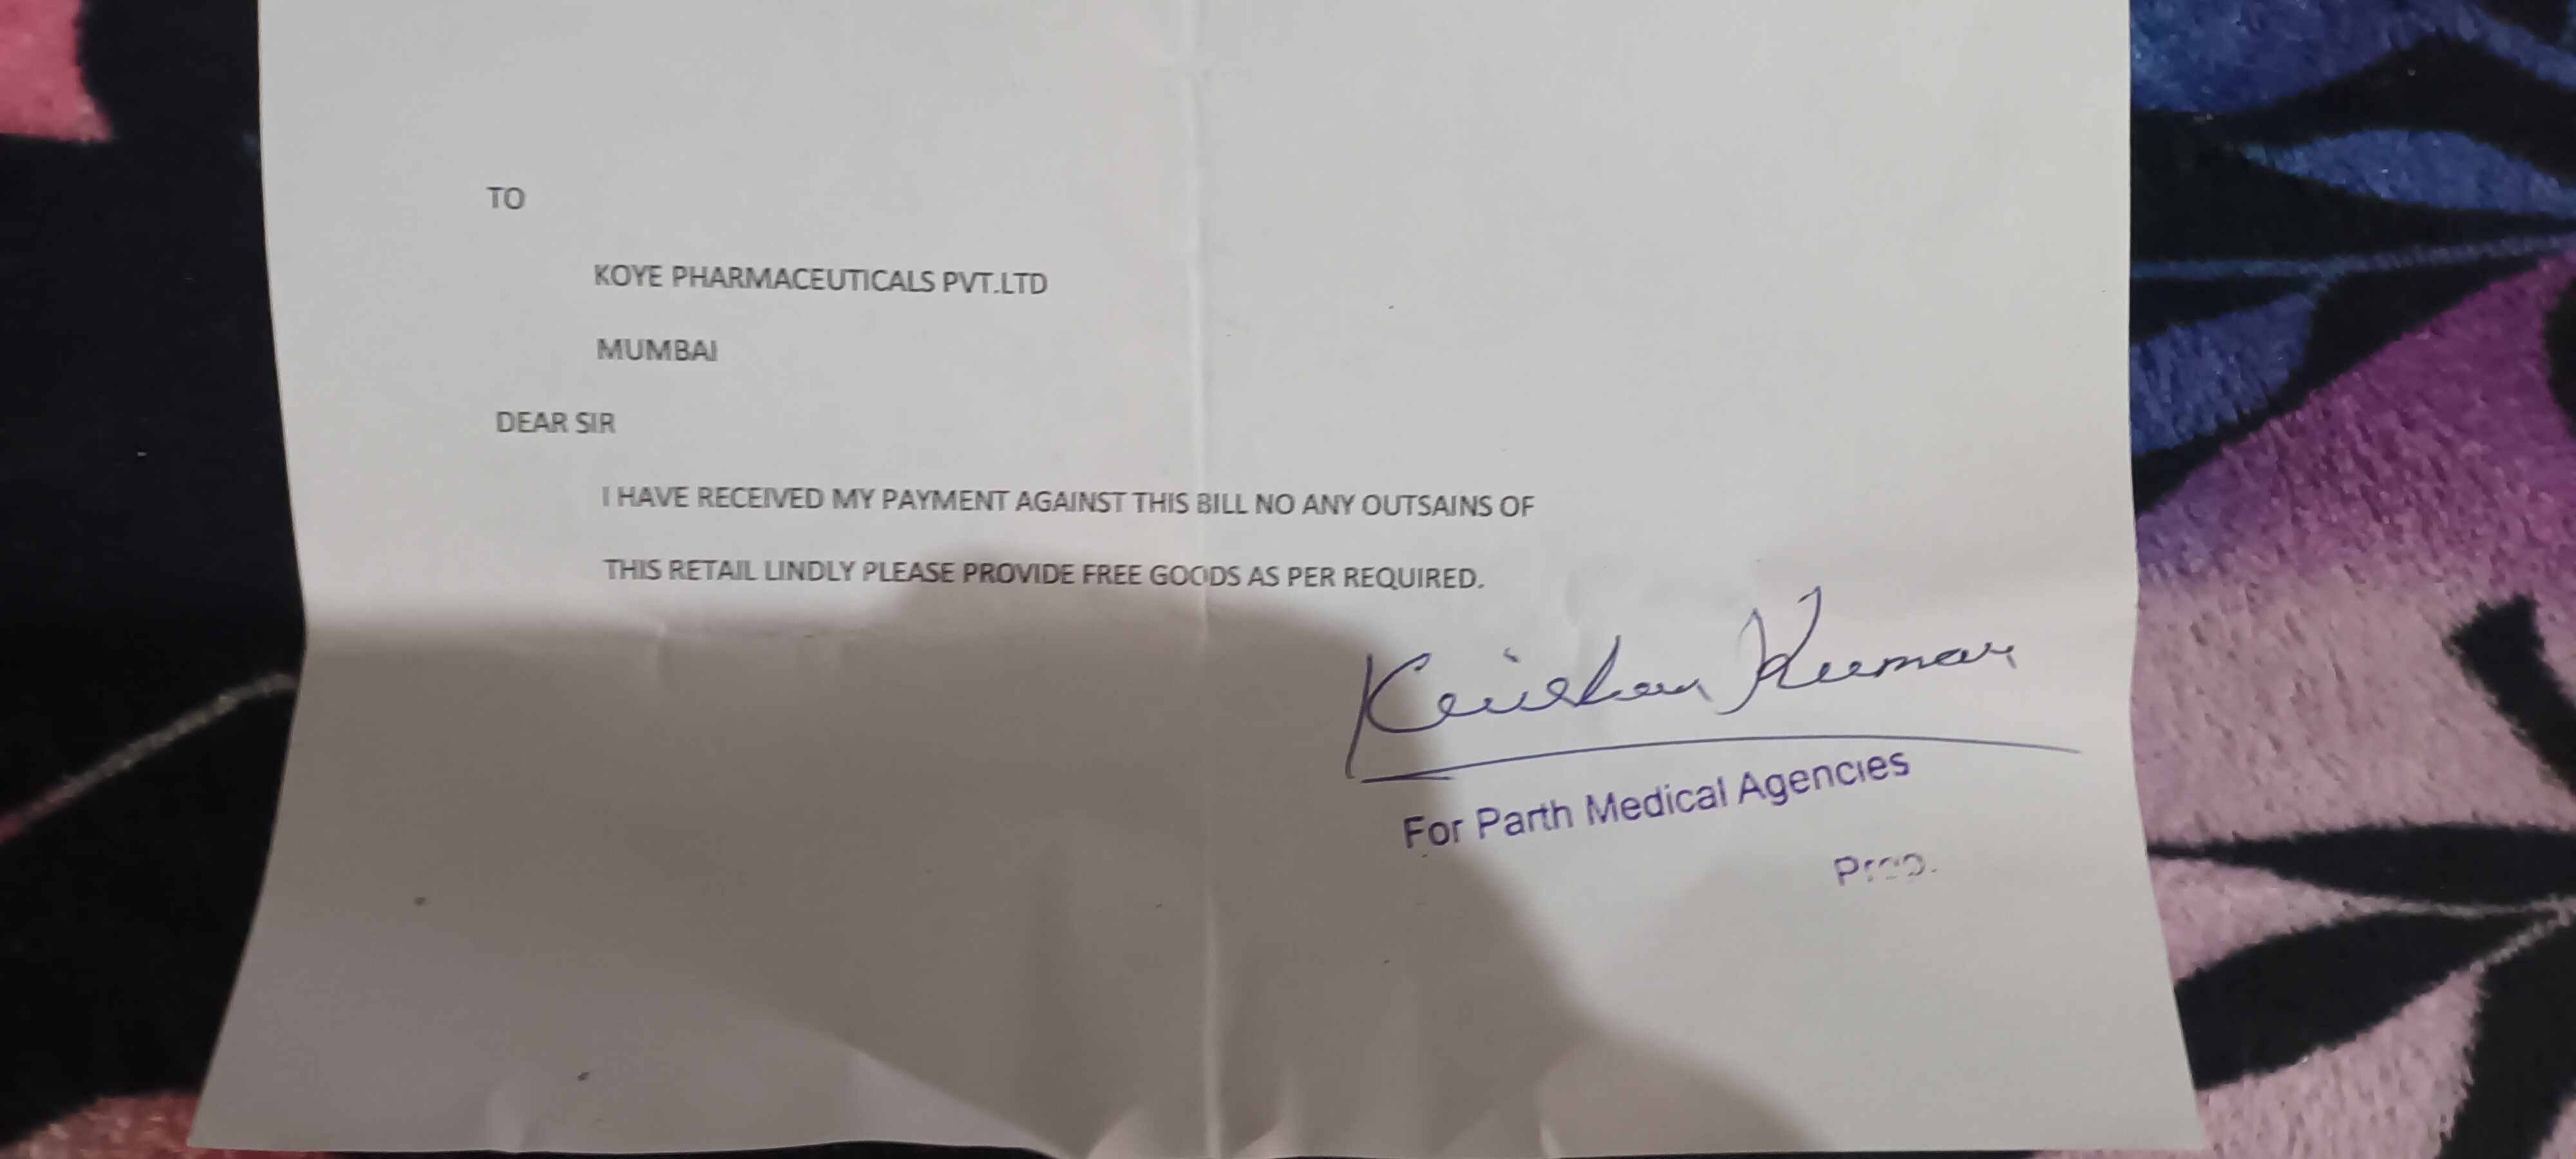 TO
KOYE PHARMACEUTICALS PVT.LTD
MUMBAI
DEAR SIR
I HAVE RECEIVED MY PAYMENT AGAINST THIS BILL NO ANY OUTSAINS OF
THIS RETAIL LINDLY PLEASE PROVIDE FREE GOODS AS PER REQUIRED.
Krishan Kumar
For Parth Medical Agencies
Prop.